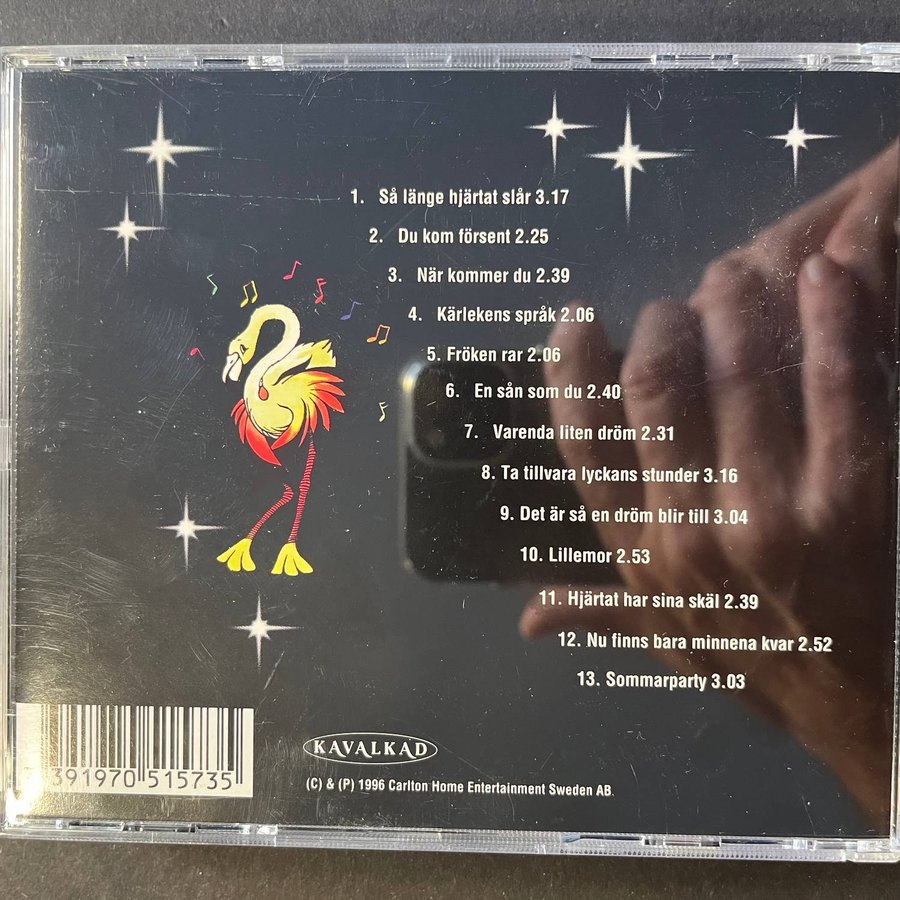 1. Så länge hjärtat slår 3.17
2. Du kom försent 2.25
3. När kommer du 2.39
4. Kärlekens språk 2.06
5. Fröken rar 2.06
6. En sån som du 2.40
7. Varenda liten dröm 2.31
8. Ta tillvara lyckans stunder 3.16
9. Det är så en dröm blir till 3.04
10. Lillemor 2.53
11. Hjärtat har sina skäl 2.39
12. Nu finns bara minnena kvar 2.52
13. Sommarparty 3.03
KAVALKAD
391970 515735
(C) & (P) 1996 Carlton Home Entertainment Sweden AB.